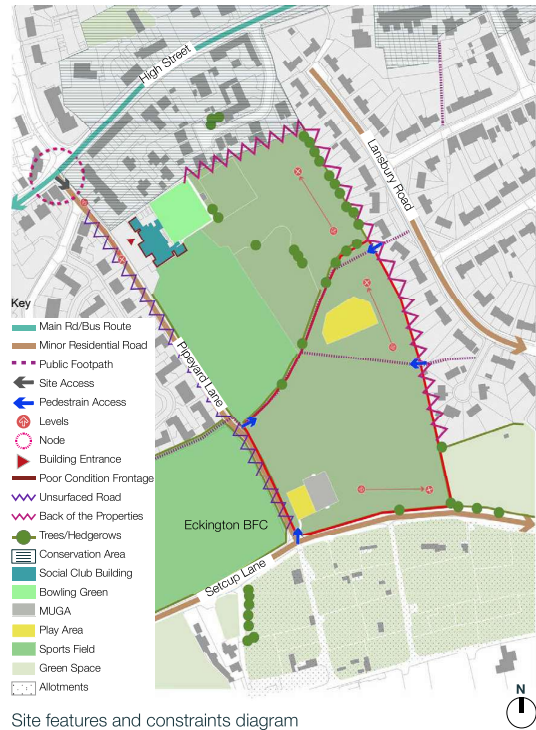 High Street
Lansbury Road
Key
Main Rd/Bus Route
Minor Residential Road
Public Footpath
Site Access
Pedestrain Access
Levels
Node
Building Entrance
Poor Condition Frontage
Unsurfaced Road
Back of the Properties
Trees/Hedgerows
Conservation Area
Social Club Building
Bowling Green
MUGA
Play Area
Sports Field
Green Space
Allotments
Pipeyard Lane
Eckington BFC
Setcup Lane
N
Site features and constraints diagram